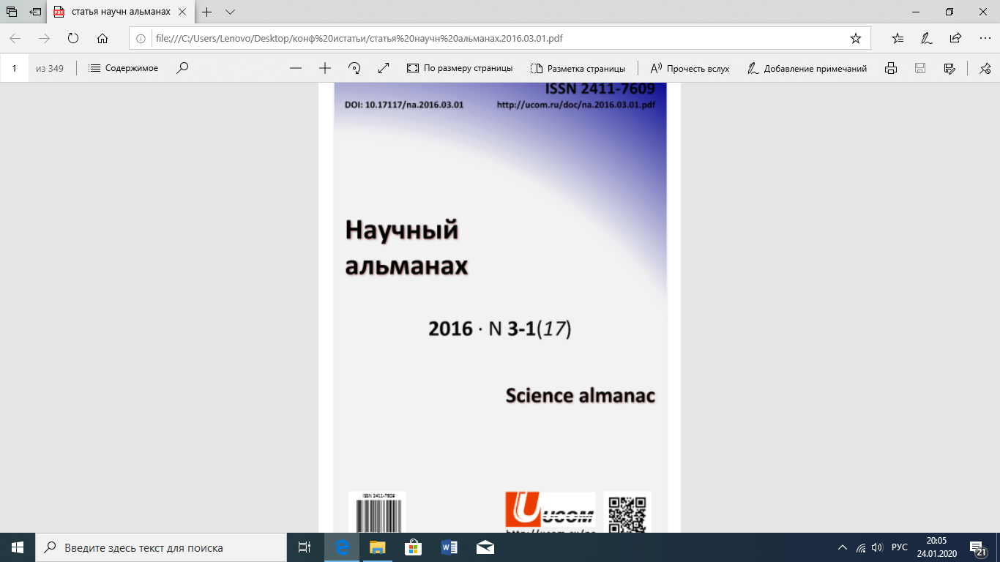 статья научн альманах
file:///C:/Users/Lenovo/Desktop/конф%20истатьи/статья%20научн%20альманах.2016.03.01.pdf
1 из 349 Содержимое По размеру страницы Разметка страницы Прочесть вслух Добавление примечаний
ISSN 2411-7609
DOI: 10.17117/na.2016.03.01 http://ucom.ru/doc/na.2016.03.01.pdf
Научный
альманах
2016 · N 3-1(17)
Science almanac
ISSN 2411-7609
UCOM
Введите здесь текст для поиска
РУС
20:05
24.01.2020
21